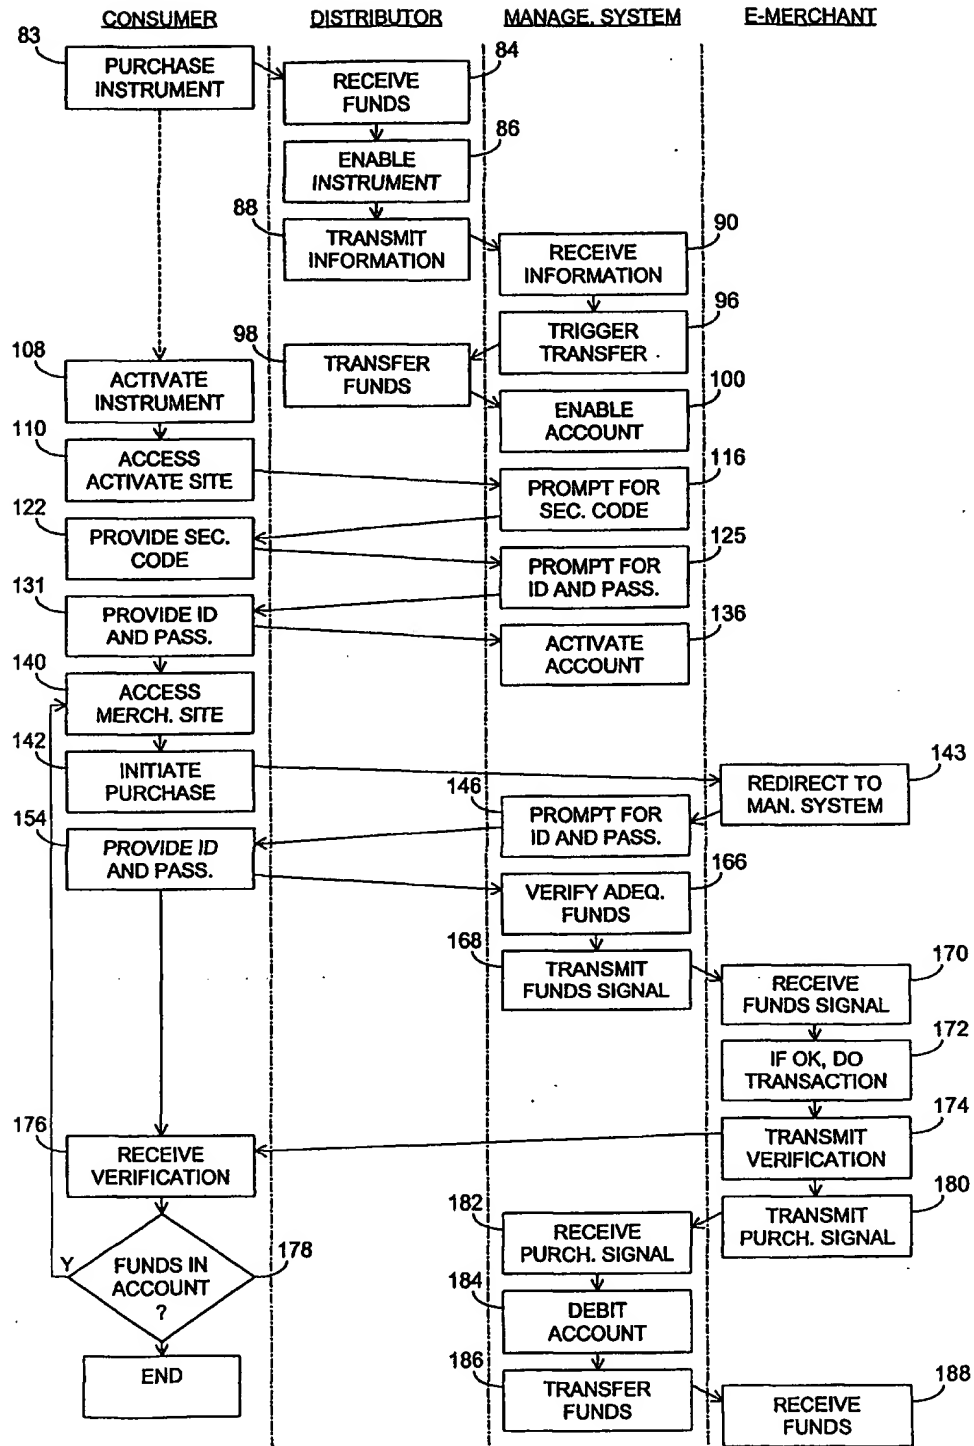 CONSUMER DISTRIBUTOR MANAGE. SYSTEM E-MERCHANT
83
PURCHASE
INSTRUMENT
84
RECEIVE
FUNDS
86
ENABLE
INSTRUMENT
88
TRANSMIT
INFORMATION
90
RECEIVE
INFORMATION
96
TRIGGER
TRANSFER
98
TRANSFER
FUNDS
100
ENABLE
ACCOUNT
108
ACTIVATE
INSTRUMENT
110
ACCESS
ACTIVATE SITE
116
PROMPT FOR
SEC. CODE
122
PROVIDE SEC.
CODE
125
PROMPT FOR
ID AND PASS.
131
PROVIDE ID
AND PASS.
136
ACTIVATE
ACCOUNT
140
ACCESS
MERCH. SITE
142
INITIATE
PURCHASE
143
REDIRECT TO
MAN. SYSTEM
146
PROMPT FOR
ID AND PASS.
154
PROVIDE ID
AND PASS.
166
VERIFY ADEQ.
FUNDS
168
TRANSMIT
FUNDS SIGNAL
170
RECEIVE
FUNDS SIGNAL
172
IF OK, DO
TRANSACTION
174
TRANSMIT
VERIFICATION
176
RECEIVE
VERIFICATION
180
TRANSMIT
PURCH. SIGNAL
182
RECEIVE
PURCH. SIGNAL
178
Y
FUNDS IN
ACCOUNT
?
184
DEBIT
ACCOUNT
END
186
TRANSFER
FUNDS
188
RECEIVE
FUNDS